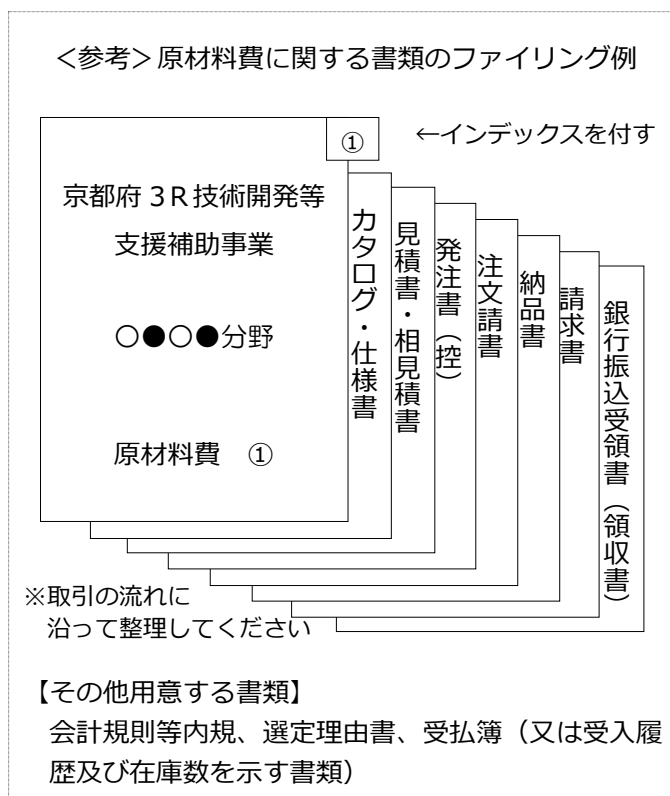 ＜参考＞原材料費に関する書類のファイリング例
①
←インデックスを付す
京都府３Ｒ技術開発等
支援補助事業
○●○●分野
原材料費　①
カタログ・仕様書
見積書・相見積書
発注書（控）
注文請書
納品書
請求書
銀行振込受領書（領収書）
※取引の流れに
沿って整理してください
【その他用意する書類】
会計規則等内規、選定理由書、受払簿（又は受入履
歴及び在庫数を示す書類）